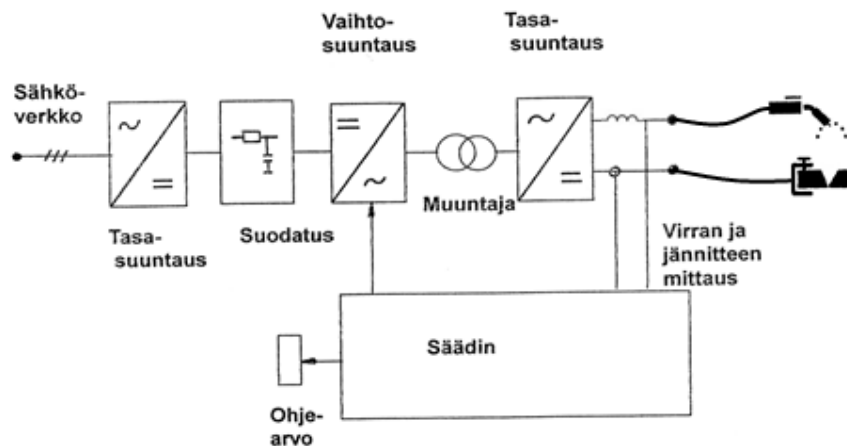 Vaihto-
suuntaus
Tasa-
suuntaus
Sähkö-
verkko
Muuntaja
Tasa-
suuntaus
Suodatus
Virran ja
jännitteen
mittaus
Säädin
Ohje-
arvo